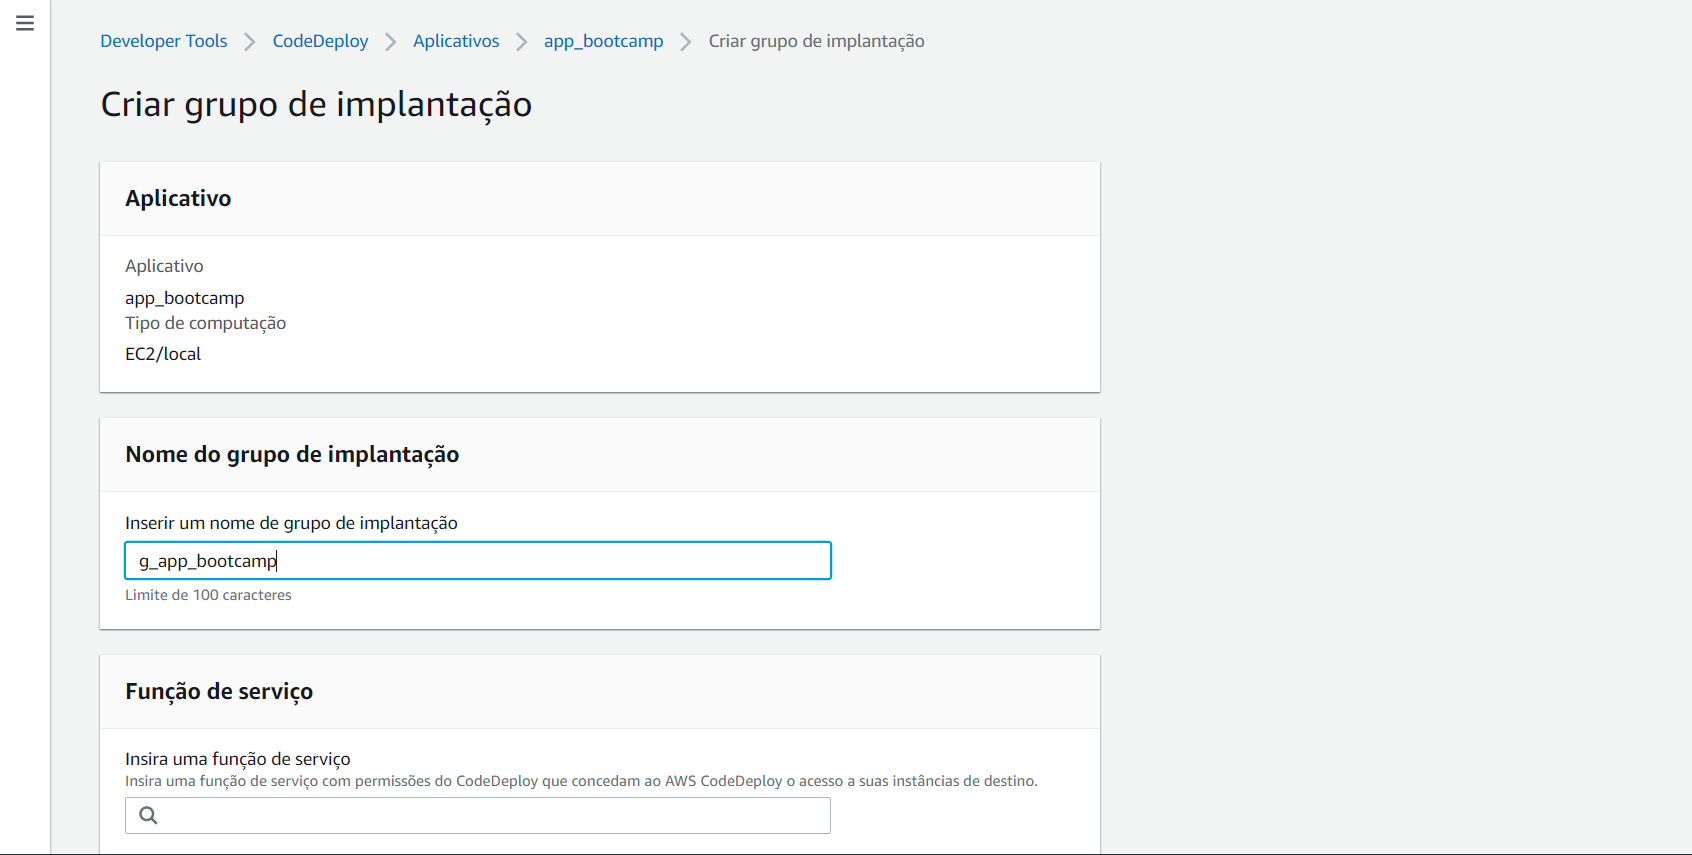 Developer Tools > CodeDeploy > Aplicativos > app_bootcamp > Criar grupo de implantação
Criar grupo de implantação
Aplicativo
Aplicativo
app_bootcamp
Tipo de computação
EC2/local
Nome do grupo de implantação
Inserir um nome de grupo de implantação
g_app_bootcamp
Limite de 100 caracteres
Função de serviço
Insira uma função de serviço
Insira uma função de serviço com permissões do CodeDeploy que concedam ao AWS CodeDeploy o acesso a suas instâncias de destino.